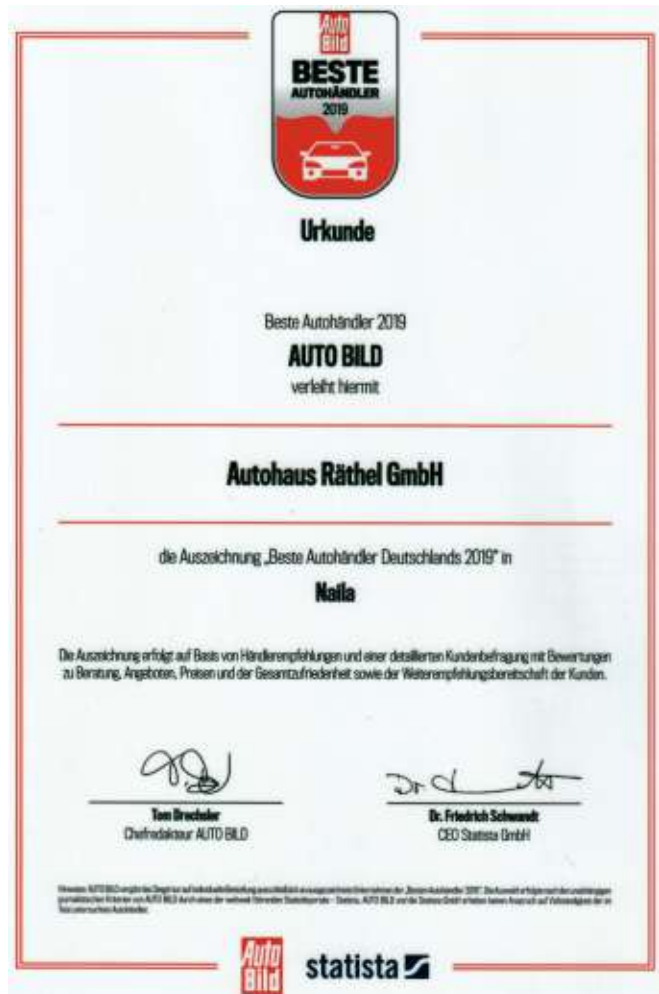 Auto
Bild
BESTE
AUTOHÄNDLER
2019
Urkunde
Beste Autohändler 2019
AUTO BILD
verleiht hiermit
Autohaus Räthel GmbH
die Auszeichnung „Beste Autohändler Deutschlands 2019" in
Naila
Die Auszeichnung erfolgt auf Basis von Händlerempfehlungen und einer detaillierten Kundenbefragung mit Bewertungen
zu Beratung, Angeboten, Preisen und der Gesamtzufriedenheit sowie der Weiterempfehlungsbereitschaft der Kunden.
Dr.
Tom Drechsler
Chefredakteur AUTO BILD
Dr. Friedrich Schwandt
CEO Statista GmbH
Auto
Bild
statista